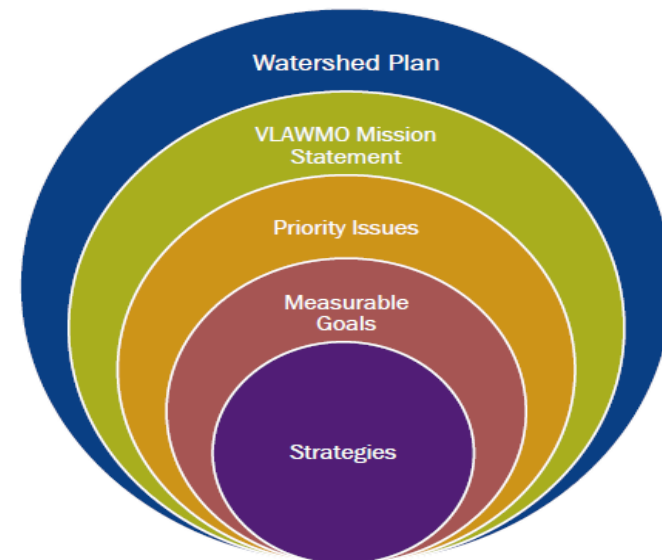 Watershed Plan
VLAWMO Mission
Statement
Priority Issues
Measurable
Goals
Strategies